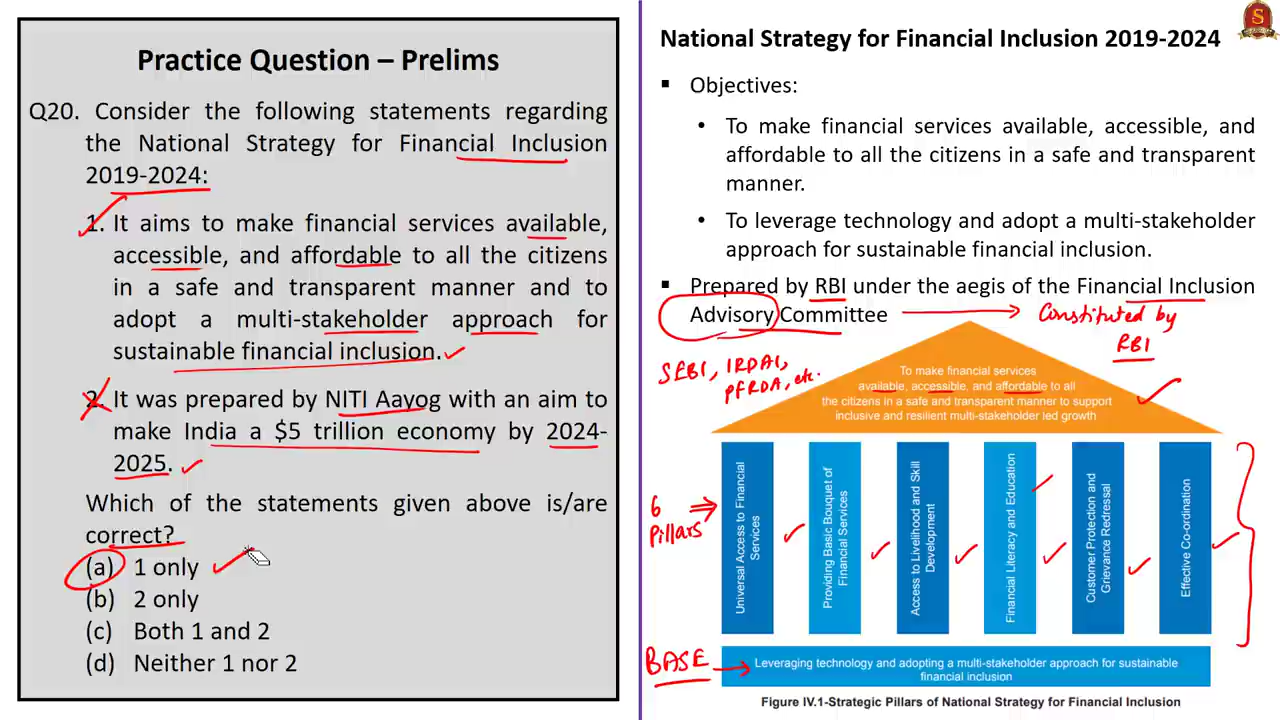 Practice Question – Prelims
Q20. Consider the following statements regarding
the National Strategy for Financial Inclusion
2019-2024:
1. It aims to make financial services available,
accessible, and affordable to all the citizens
in a safe and transparent manner and to
adopt a multi-stakeholder approach for
sustainable financial inclusion.
2. It was prepared by NITI Aayog with an aim to
make India a $5 trillion economy by 2024-
2025.
Which of the statements given above is/are
correct?
(a) 1 only
(b) 2 only
(c) Both 1 and 2
(d) Neither 1 nor 2
National Strategy for Financial Inclusion 2019-2024
S
▪ Objectives:
• To make financial services available, accessible, and
affordable to all the citizens in a safe and transparent
manner.
• To leverage technology and adopt a multi-stakeholder
approach for sustainable financial inclusion.
▪ Prepared by RBI under the aegis of the Financial Inclusion
Advisory Committee
Constituted by
RBI
SEBI, IRDAI,
PFRDA, etc.
To make financial services
available, accessible, and affordable to all
the citizens in a safe and transparent manner to support
inclusive and resilient multi-stakeholder led growth
6
Pillars
Universal Access to Financial
Services
Providing Basic Bouquet of
Financial Services
Access to Livelihood and Skill
Development
Financial Literacy and Education
Customer Protection and
Grievance Redressal
Effective Co-ordination
BASE
Leveraging technology and adopting a multi-stakeholder approach for sustainable
financial inclusion
Figure IV.1-Strategic Pillars of National Strategy for Financial Inclusion